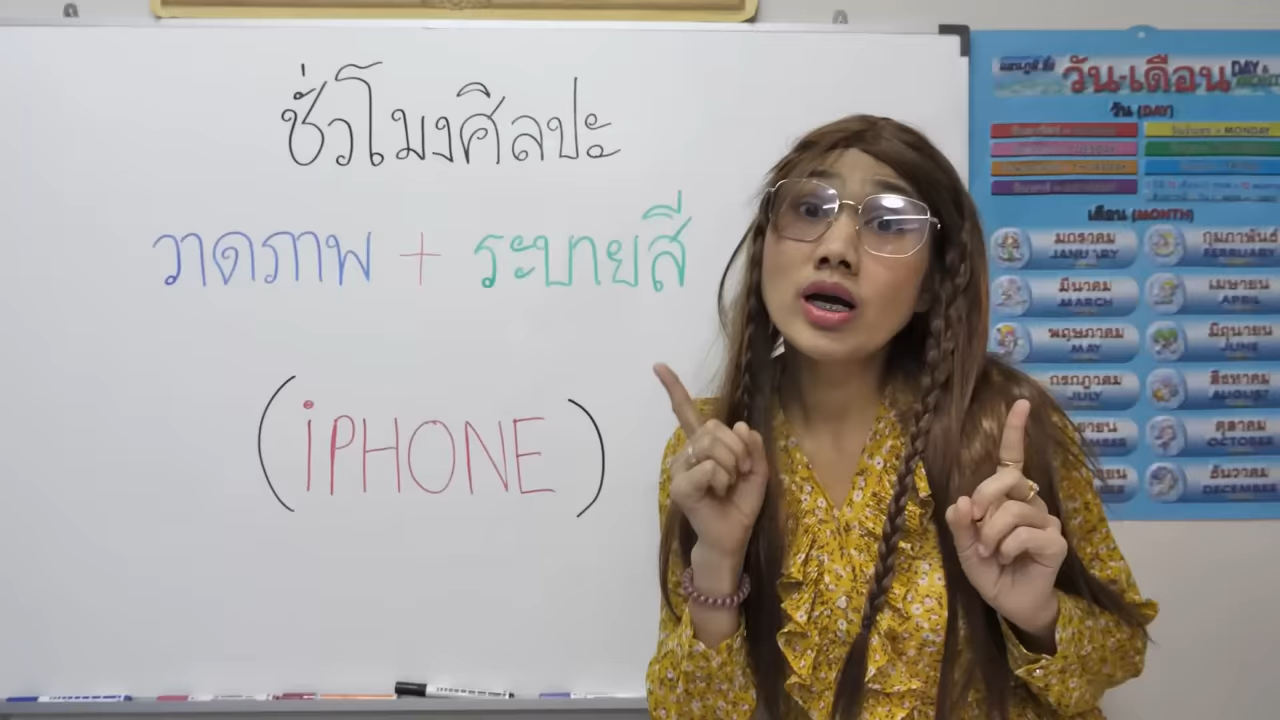 ชั่วโมงศิลปะ
วาดภาพ + ระบายสี
(iPHONE)
วัน-เดือน DAY &
วัน (DAY)
MONDAY
เดือน (MONTH)
มกราคม
JANUARY
กุมภาพันธ์
FEBRUARY
มีนาคม
MARCH
เมษายน
APRIL
พฤษภาคม
MAY
มิถุนายน
JUNE
กรกฎาคม
JULY
สิงหาคม
AUGUST
ตุลาคม
OCTOBER
ธันวาคม
DECEMBER